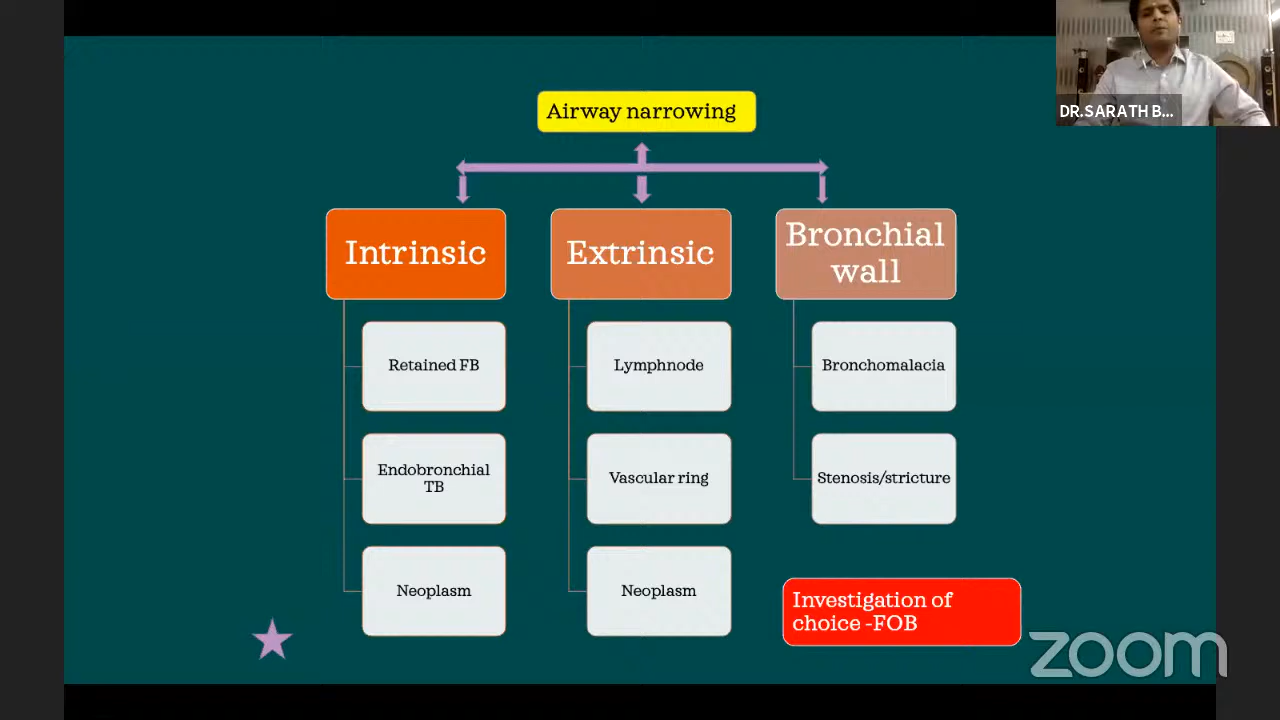 DR.SARATH B...
Airway narrowing
Intrinsic
Extrinsic
Bronchial
wall
Retained FB
Lymphnode
Bronchomalacia
Endobronchial
TB
Vascular ring
Stenosis/stricture
Neoplasm
Neoplasm
Investigation of
choice -FOB
zoom